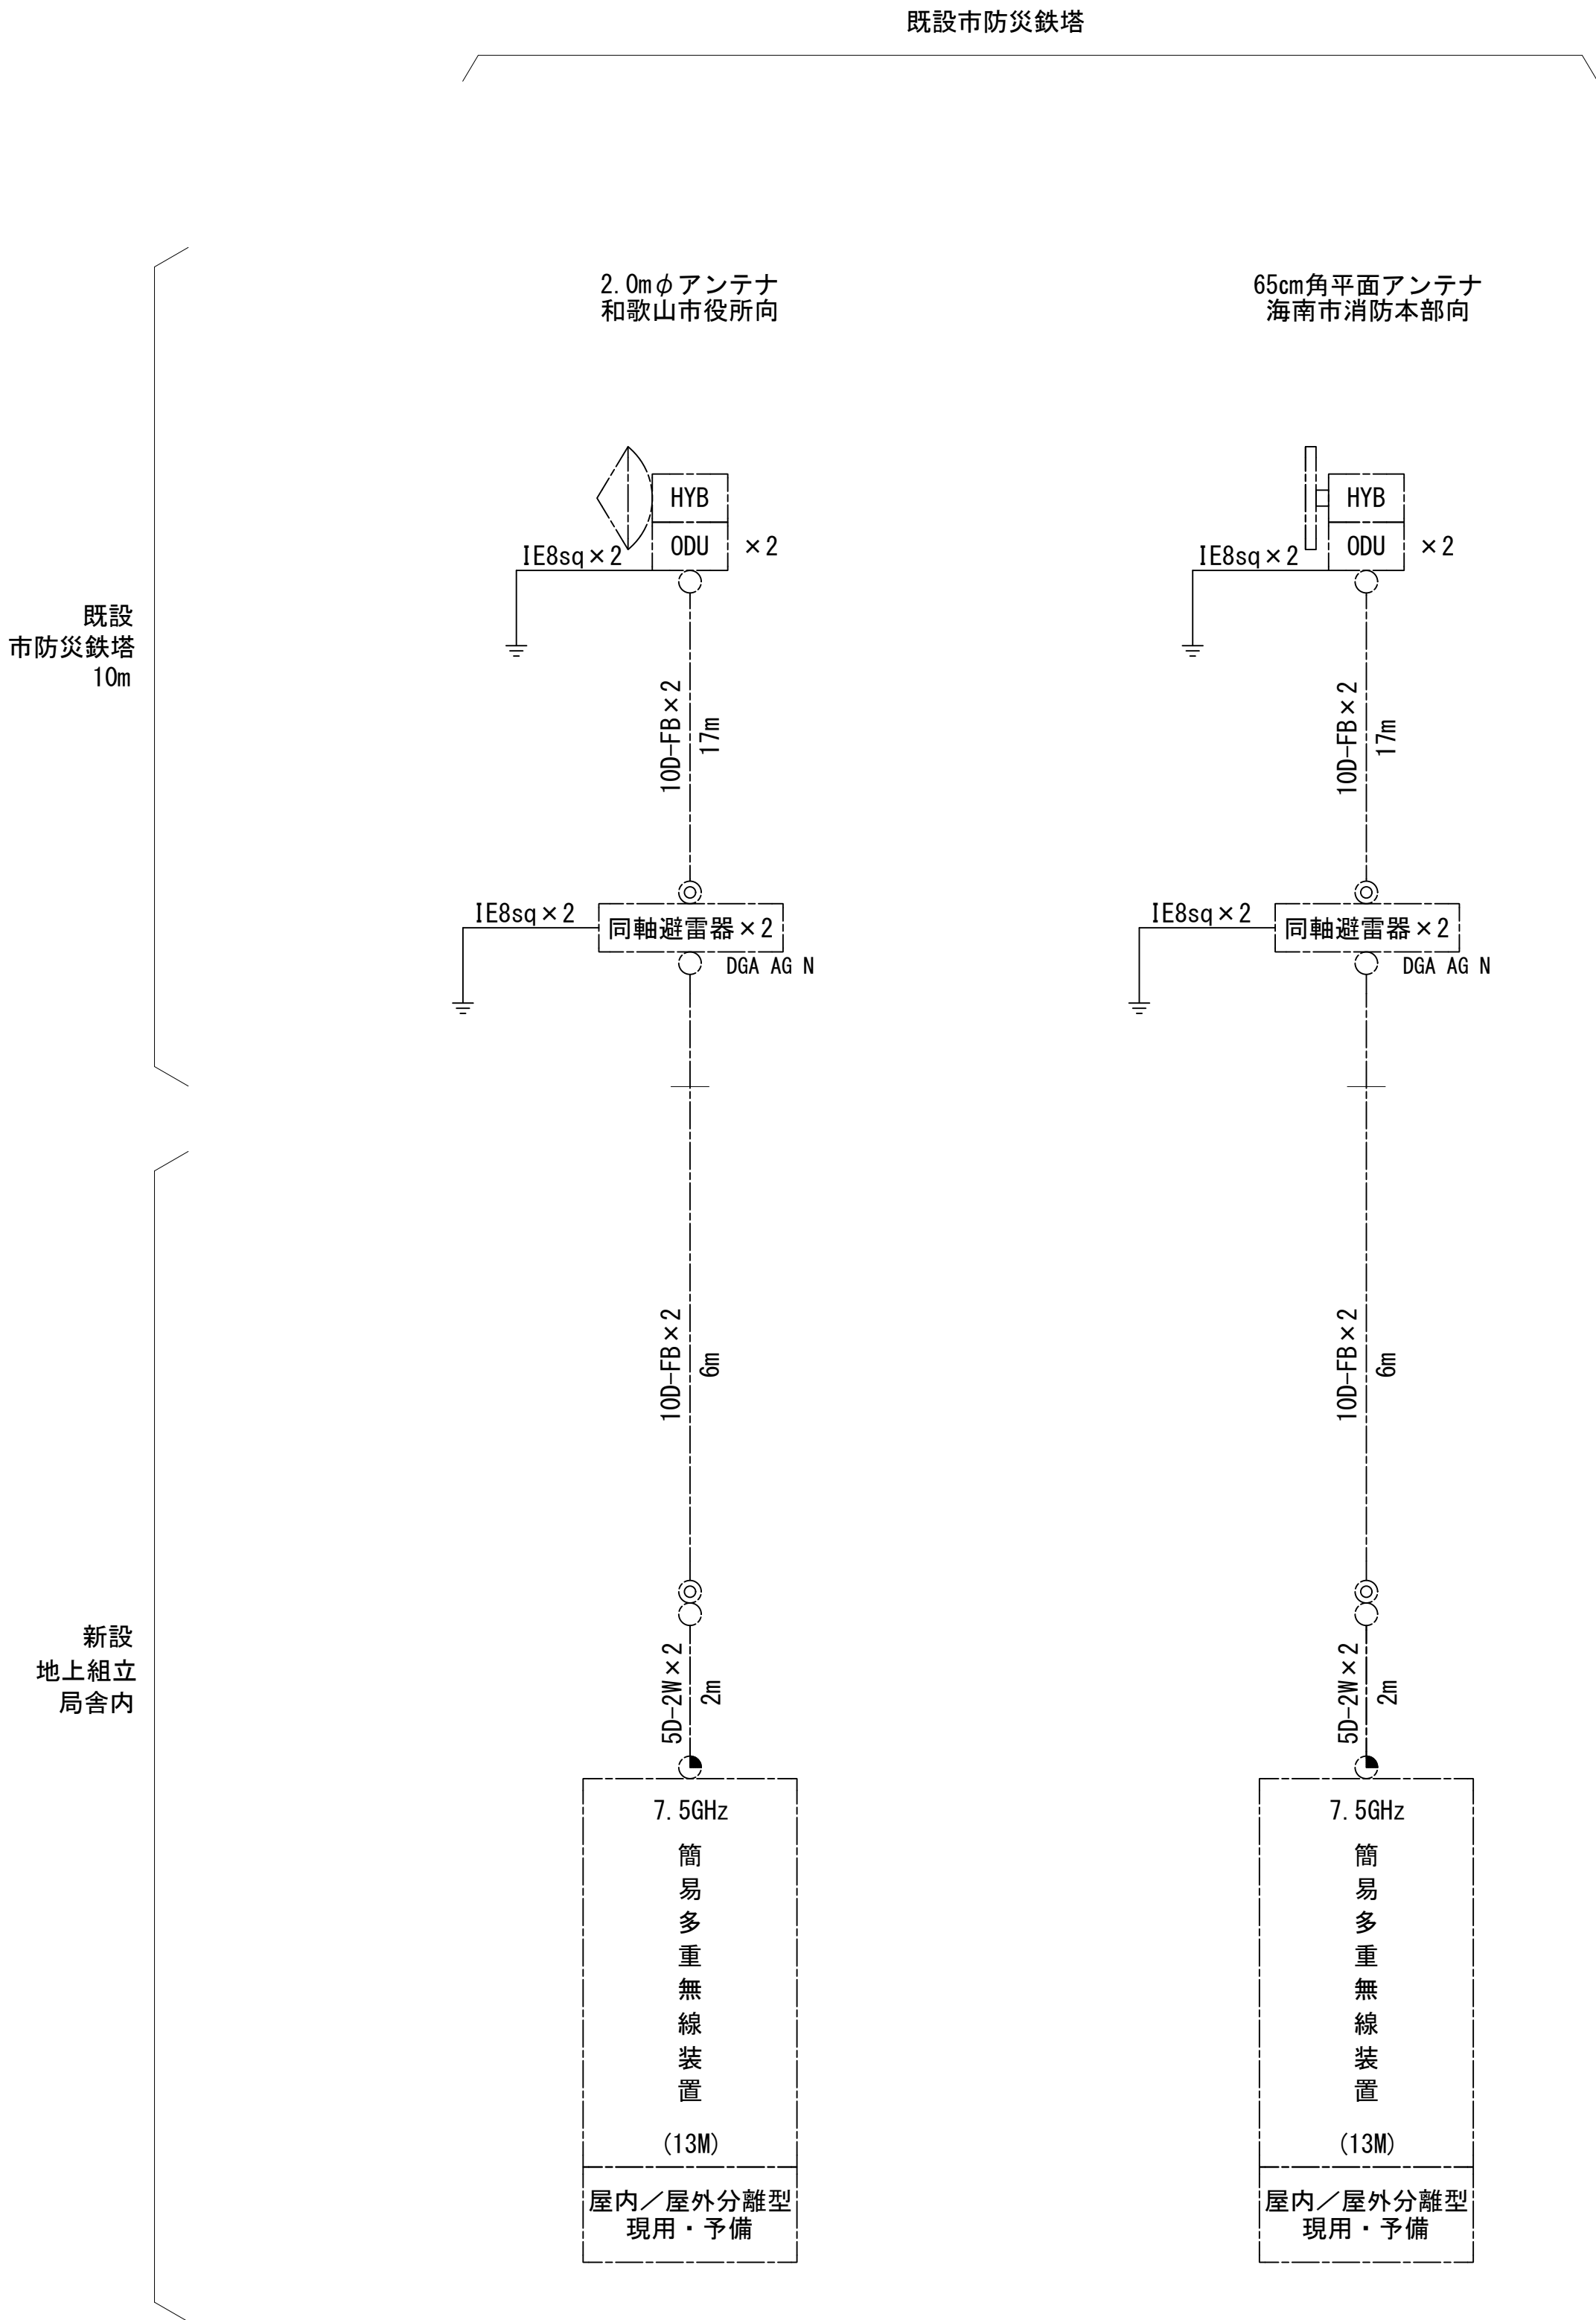 既設市防災鉄塔
2.0mφアンテナ
和歌山市役所向
65cm角平面アンテナ
海南市消防本部向
既設
市防災鉄塔
10m
HYB
ODU
×2
IE8sq×2
10D-FB×2
17m
IE8sq×2
同軸避雷器×2
DGA AG N
HYB
ODU
×2
IE8sq×2
10D-FB×2
17m
IE8sq×2
同軸避雷器×2
DGA AG N
新設
地上組立
局舎内
10D-FB×2
6m
5D-2W×2
2m
7.5GHz
簡易多重無線装置
(13M)
屋内／屋外分離型
現用・予備
10D-FB×2
6m
5D-2W×2
2m
7.5GHz
簡易多重無線装置
(13M)
屋内／屋外分離型
現用・予備